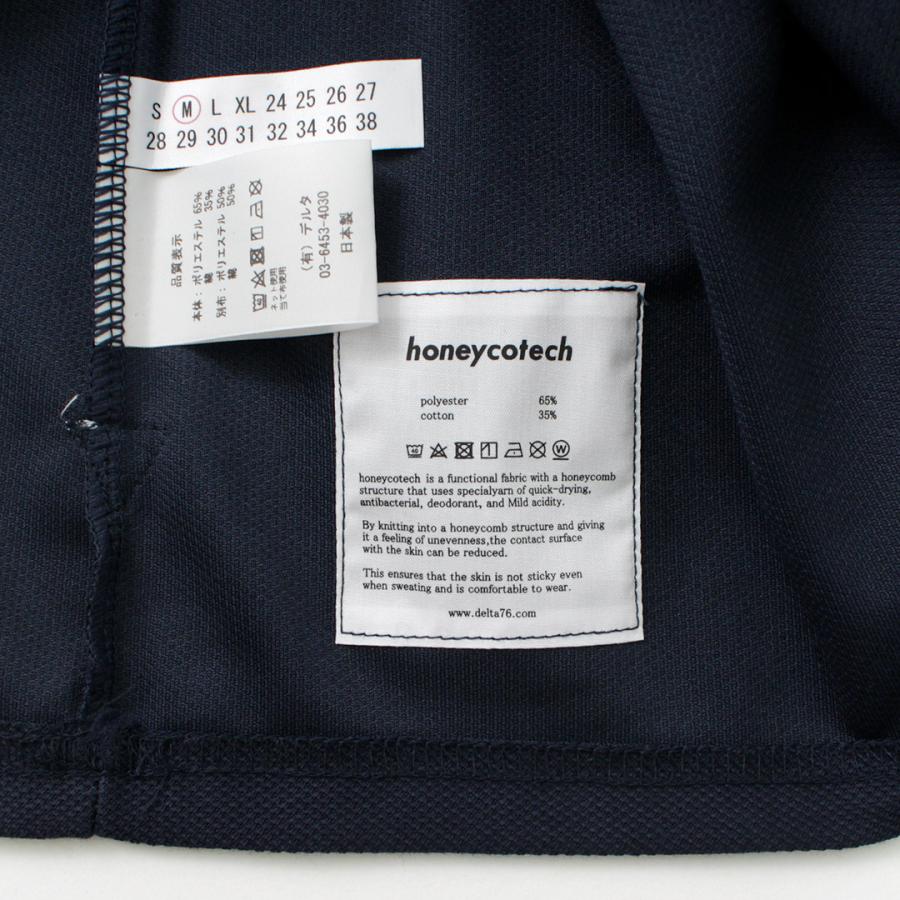 S M L XL 24 25 26 27
28 29 30 31 32 34 36 38
品質表示
本体：ポリエステル 65%
綿 35%
別布：ポリエステル 50%
綿 50%
ネット使用
当て布使用
(有) デルタ
03-6453-4030
日本製
honeycotech
polyester 65%
cotton 35%
40 W
honeycotech is a functional fabric with a honeycomb
structure that uses specialyarn of quick-drying,
antibacterial, deodorant, and Mild acidity.
By knitting into a honeycomb structure and giving
it a feeling of unevenness,the contact surface
with the skin can be reduced.
This ensures that the skin is not sticky even
when sweating and is comfortable to wear.
www.delta76.com